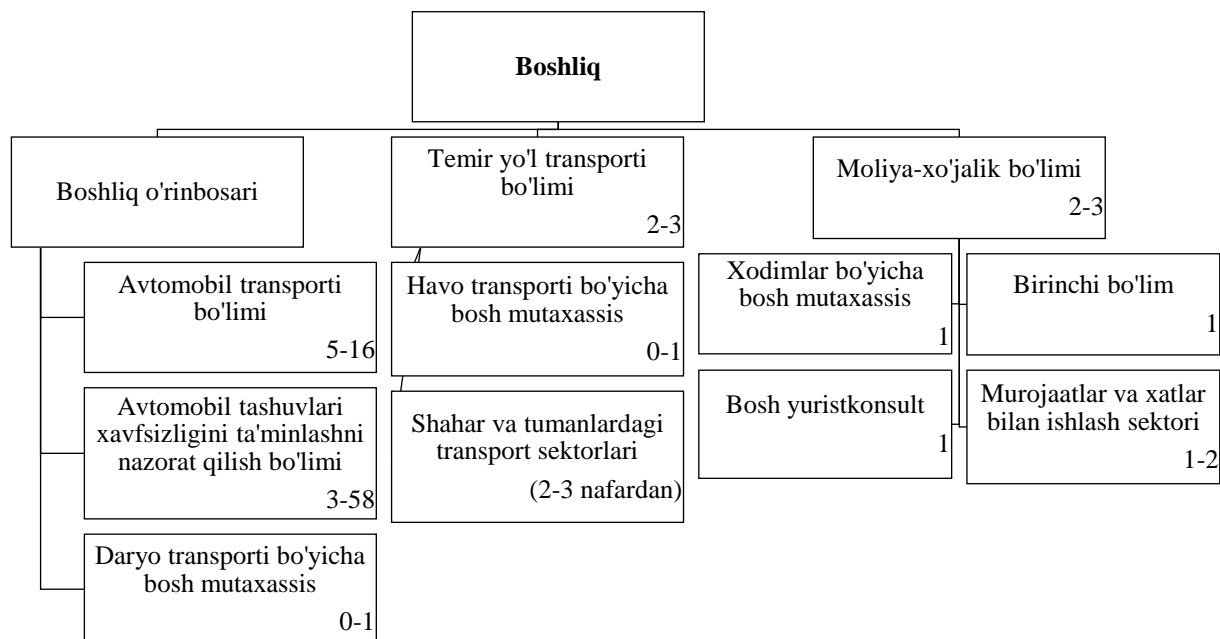 Boshliq
Boshliq o'rinbosari
Avtomobil transporti
bo'limi
5-16
Avtomobil tashuvlari
xavfsizligini ta'minlashni
nazorat qilish bo'limi
3-58
Daryo transporti bo'yicha
bosh mutaxassis
0-1
Temir yo'l transporti
bo'limi
2-3
Havo transporti bo'yicha
bosh mutaxassis
0-1
Shahar va tumanlardagi
transport sektorlari
(2-3 nafardan)
Moliya-xo'jalik bo'limi
2-3
Xodimlar bo'yicha
bosh mutaxassis
1
Birinchi bo'lim
1
Bosh yuristkonsult
1
Murojaatlar va xatlar
bilan ishlash sektori
1-2